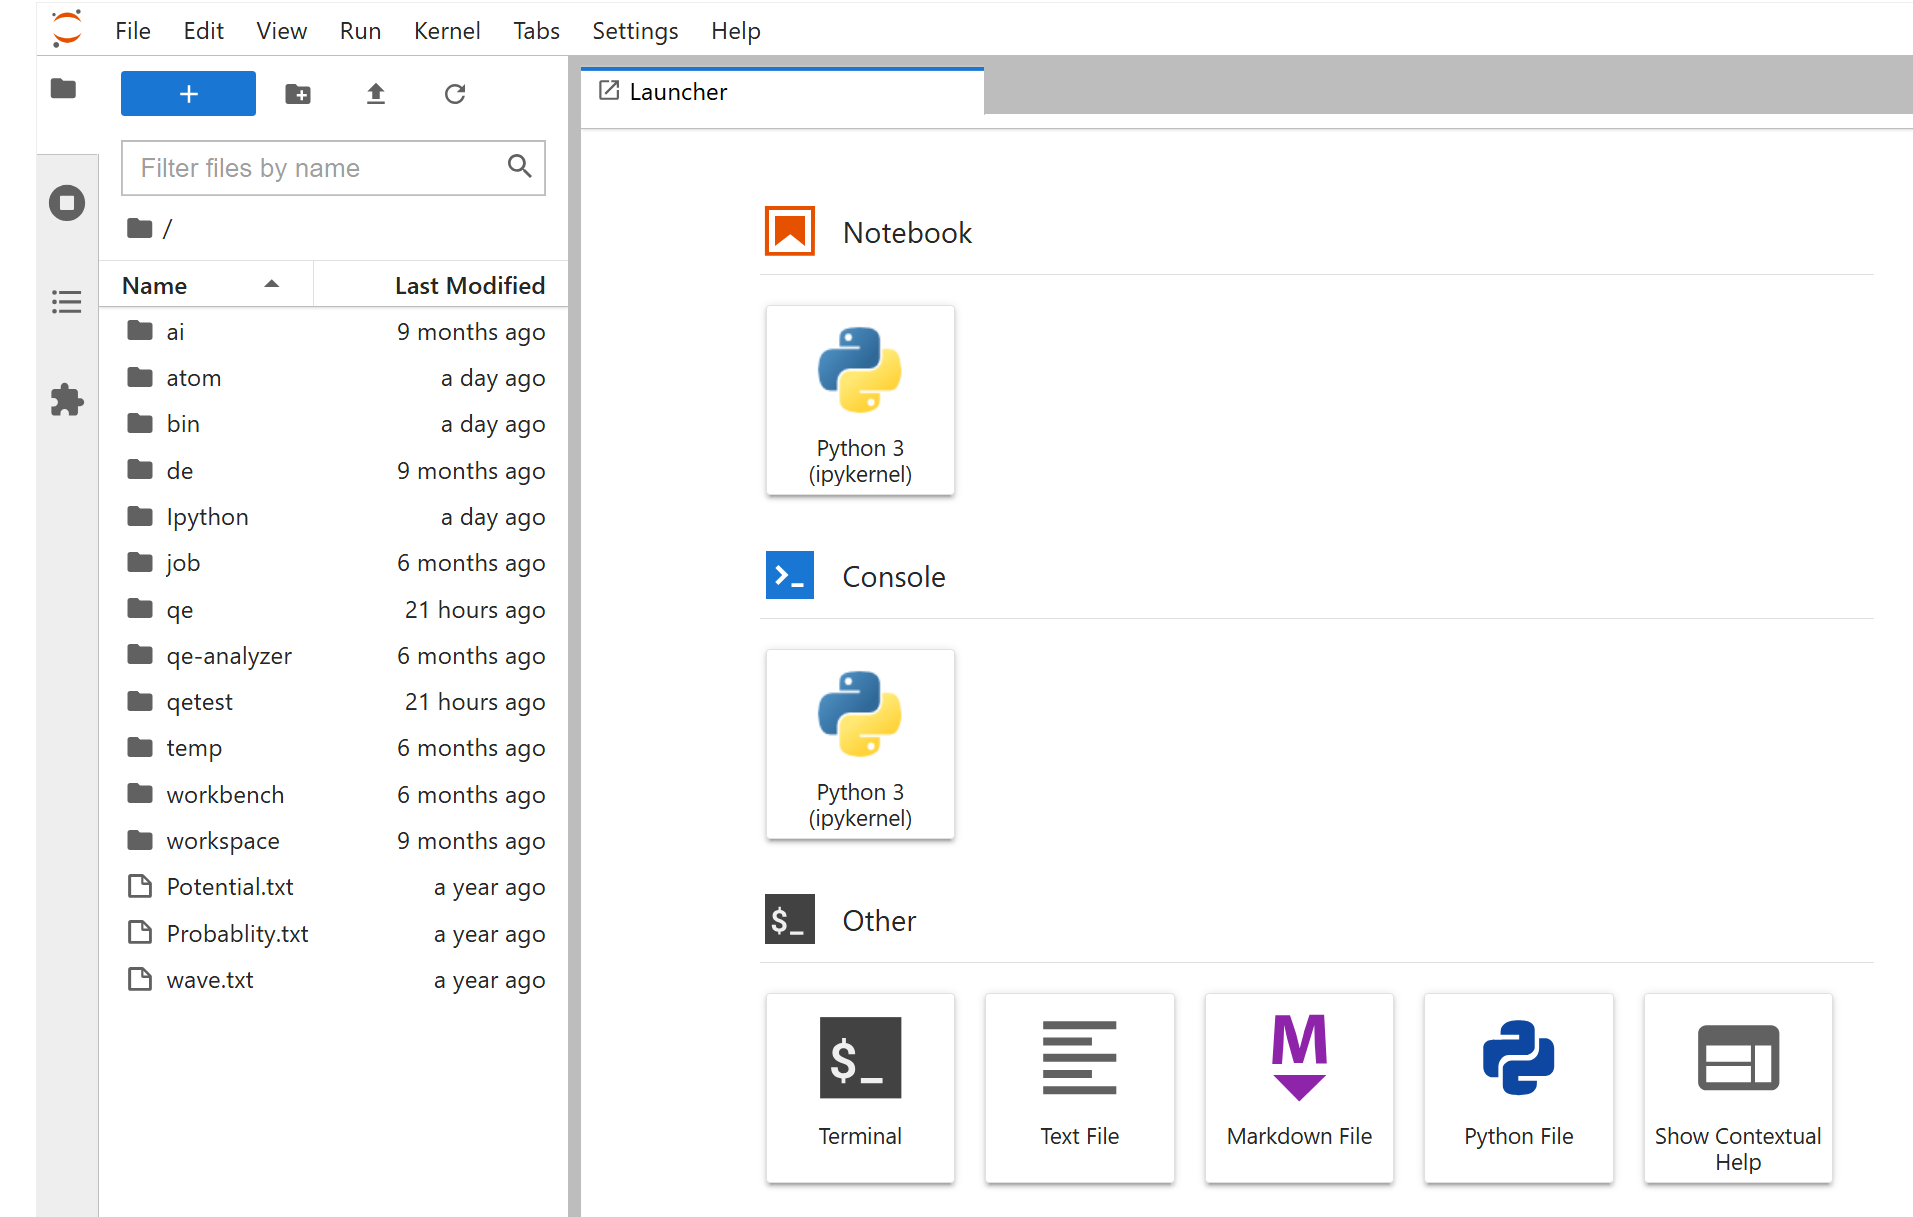 File Edit View Run Kernel Tabs Settings Help
+
Launcher
Filter files by name
/
Name Last Modified
ai 9 months ago
atom a day ago
bin a day ago
de 9 months ago
Ipython a day ago
job 6 months ago
qe 21 hours ago
qe-analyzer 6 months ago
qetest 21 hours ago
temp 6 months ago
workbench 6 months ago
workspace 9 months ago
Potential.txt a year ago
Probablity.txt a year ago
wave.txt a year ago
Notebook
Python 3
(ipykernel)
>_ Console
Python 3
(ipykernel)
$_ Other
$_
Terminal
Text File
M
Markdown File
Python File
Show Contextual
Help